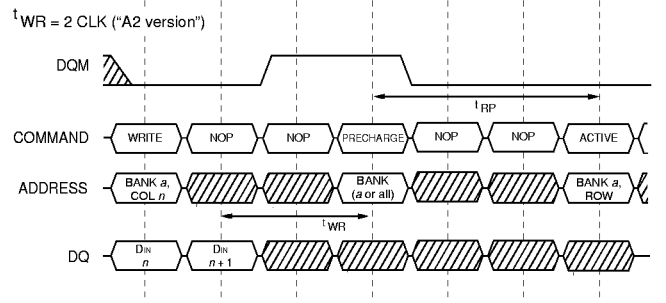 tWR = 2 CLK (“A2 version”)
DQM
tRP
COMMAND WRITE NOP NOP PRECHARGE NOP NOP ACTIVE
ADDRESS BANK a, COL n BANK (a or all) BANK a, ROW
tWR
DQ DIN n DIN n + 1